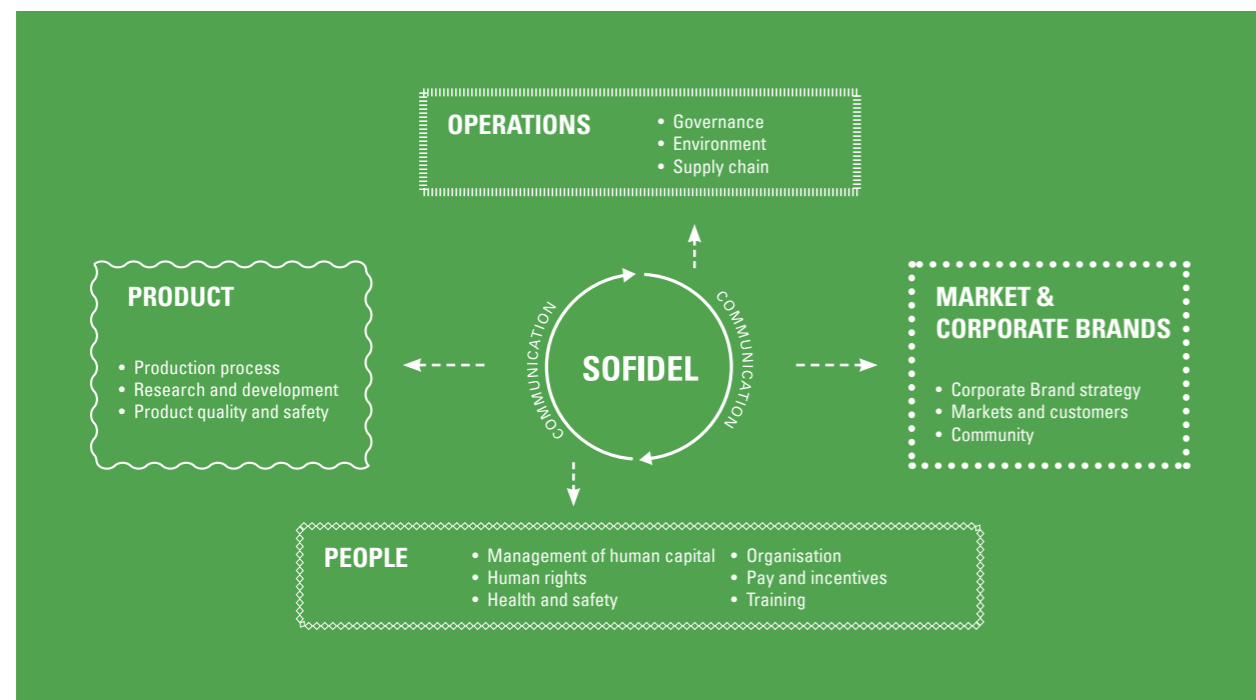 OPERATIONS
• Governance
• Environment
• Supply chain
PRODUCT
• Production process
• Research and development
• Product quality and safety
COMMUNICATION
SOFIDEL
COMMUNICATION
MARKET &
CORPORATE BRANDS
• Corporate Brand strategy
• Markets and customers
• Community
PEOPLE
• Management of human capital
• Human rights
• Health and safety
• Organisation
• Pay and incentives
• Training